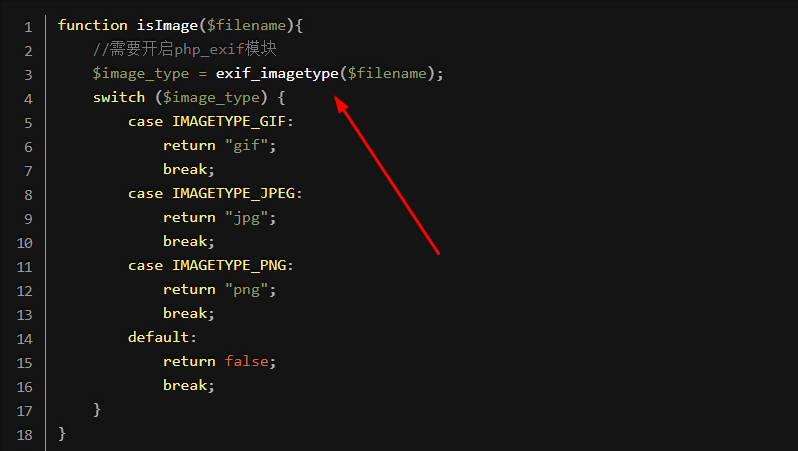 1 function isImage($filename){
2     //需要开启php_exif模块
3     $image_type = exif_imagetype($filename);
4     switch ($image_type) {
5         case IMAGETYPE_GIF:
6             return "gif";
7             break;
8         case IMAGETYPE_JPEG:
9             return "jpg";
10             break;
11         case IMAGETYPE_PNG:
12             return "png";
13             break;
14         default:
15             return false;
16             break;
17     }
18 }